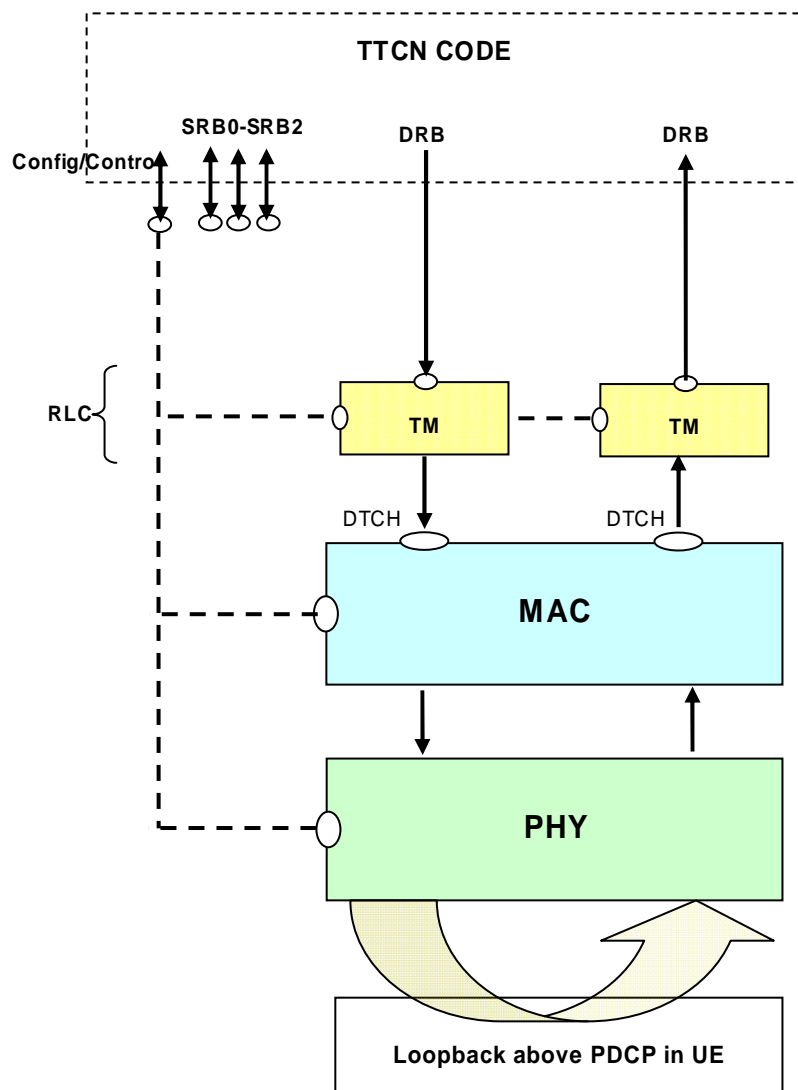 TTCN CODE
SRB0-SRB2
DRB
DRB
Config/Contro
RLC
TM
TM
DTCH
DTCH
MAC
PHY
Loopback above PDCP in UE